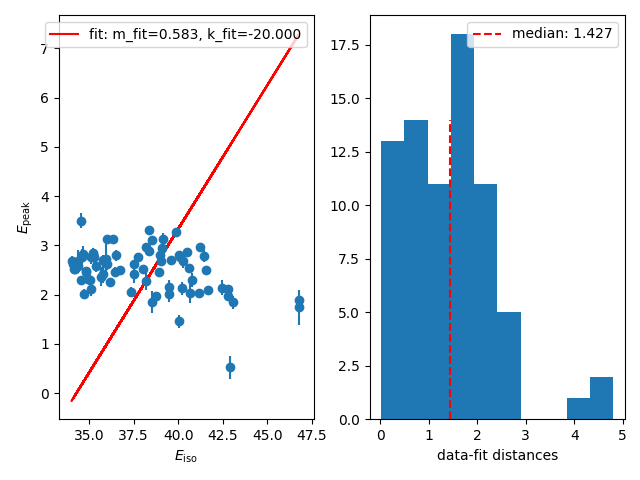 fit: m_fit=0.583, k_fit=-20.000
7
6
5
4
3
2
1
0
E_peak
35.0 37.5 40.0 42.5 45.0 47.5
E_iso
median: 1.427
17.5
15.0
12.5
10.0
7.5
5.0
2.5
0.0
0 1 2 3 4 5
data-fit distances